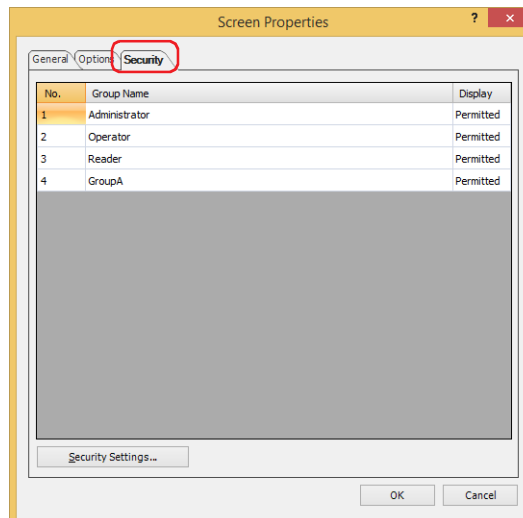 Screen Properties ? ×
General Options Security
No. Group Name Display
1 Administrator Permitted
2 Operator Permitted
3 Reader Permitted
4 GroupA Permitted
Security Settings...
OK Cancel